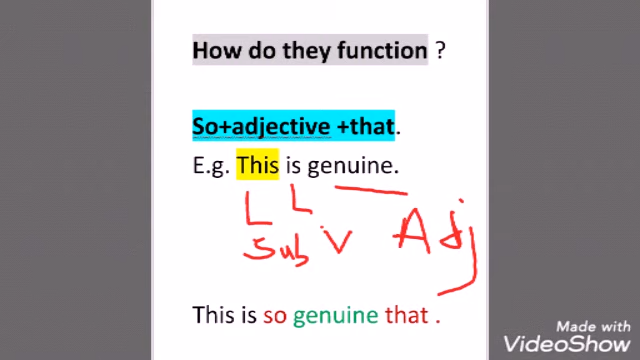 How do they function ?
So+adjective +that.
E.g. This is genuine.
Sub V Adj
This is so genuine that .
Made with
VideoShow